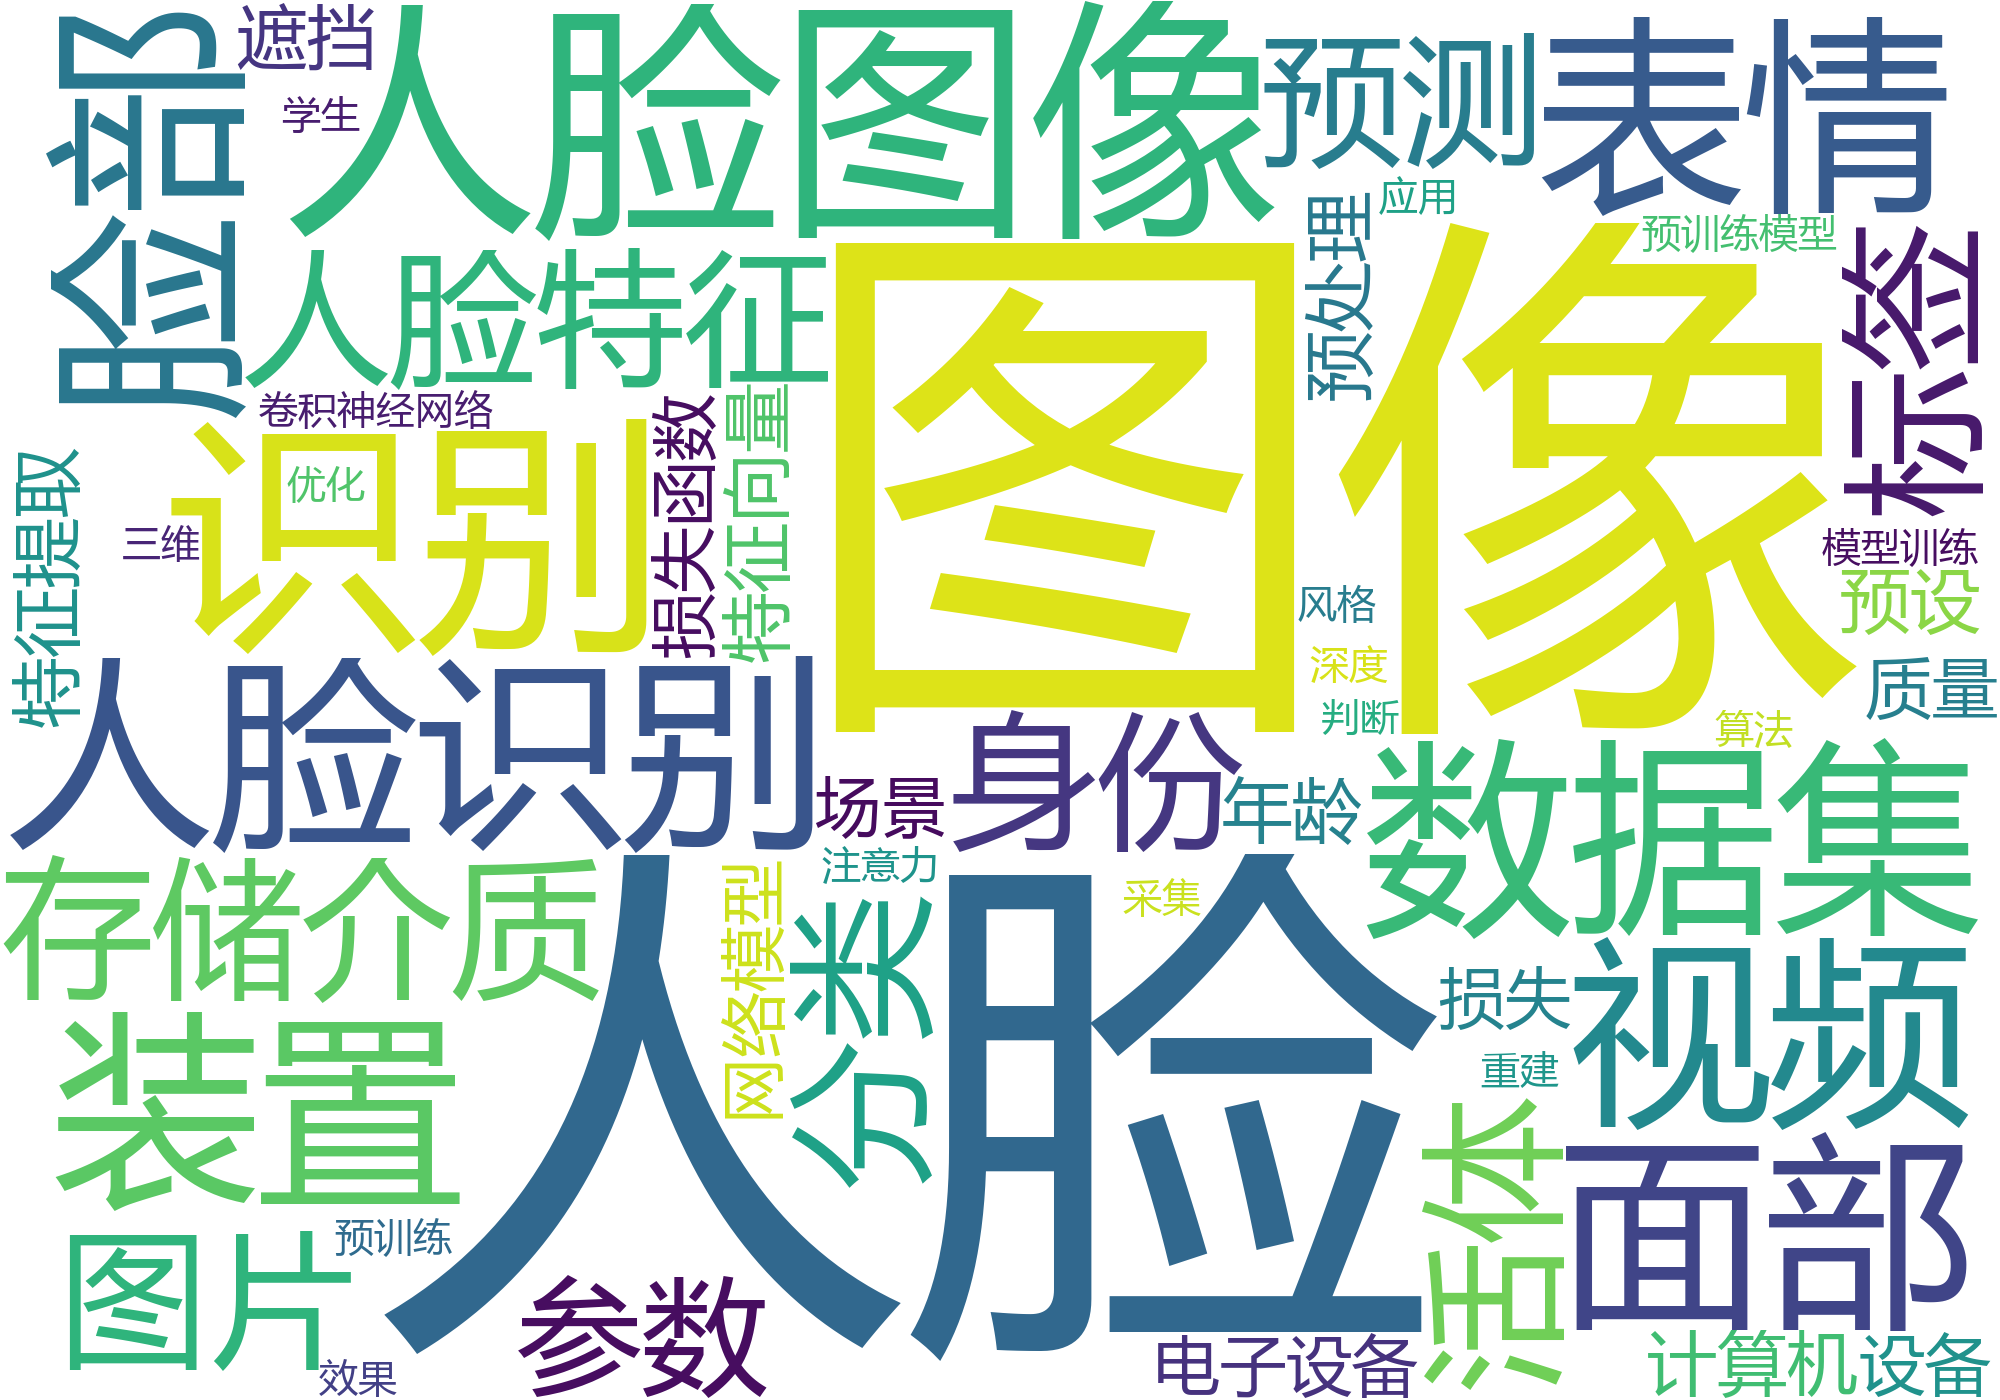 脸部
遮挡
学生
人脸图像
预测
表情
应用
预训练模型
人脸特征
图像
预处理
标签
卷积神经网络
识别
优化
三维
特征提取
损失函数
特征向量
模型训练
预设
风格
深度
判断
质量
算法
人脸识别
场景
身份
年龄
数据集
注意力
采集
存储介质
网络模型
分类
人脸
损失
视频
重建
装置
活体
面部
图片
预训练
参数
效果
电子设备
计算机设备